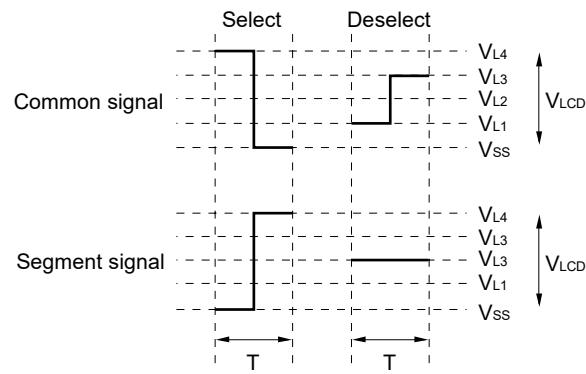 Select Deselect
VL4
VL3
Common signal VL2 VLCD
VL1
VSS
VL4
VL3
Segment signal VL3 VLCD
VL1
VSS
T T